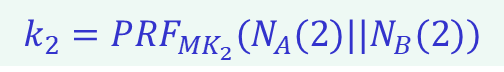 k₂ = PRF_{MK₂}(N_A(2)||N_B(2))